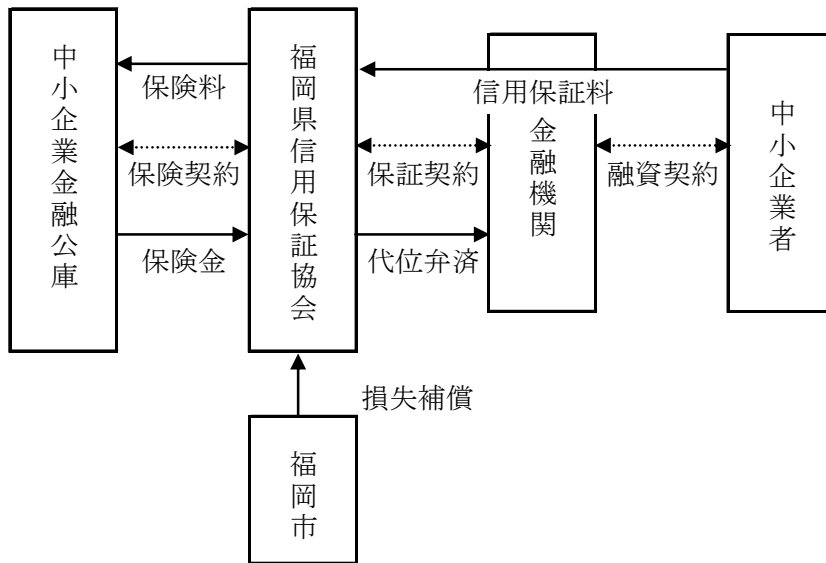 中小企業金融公庫
保険料
保険契約
保険金
福岡県信用保証協会
信用保証料
保証契約
代位弁済
金融機関
融資契約
中小企業者
損失補償
福岡市